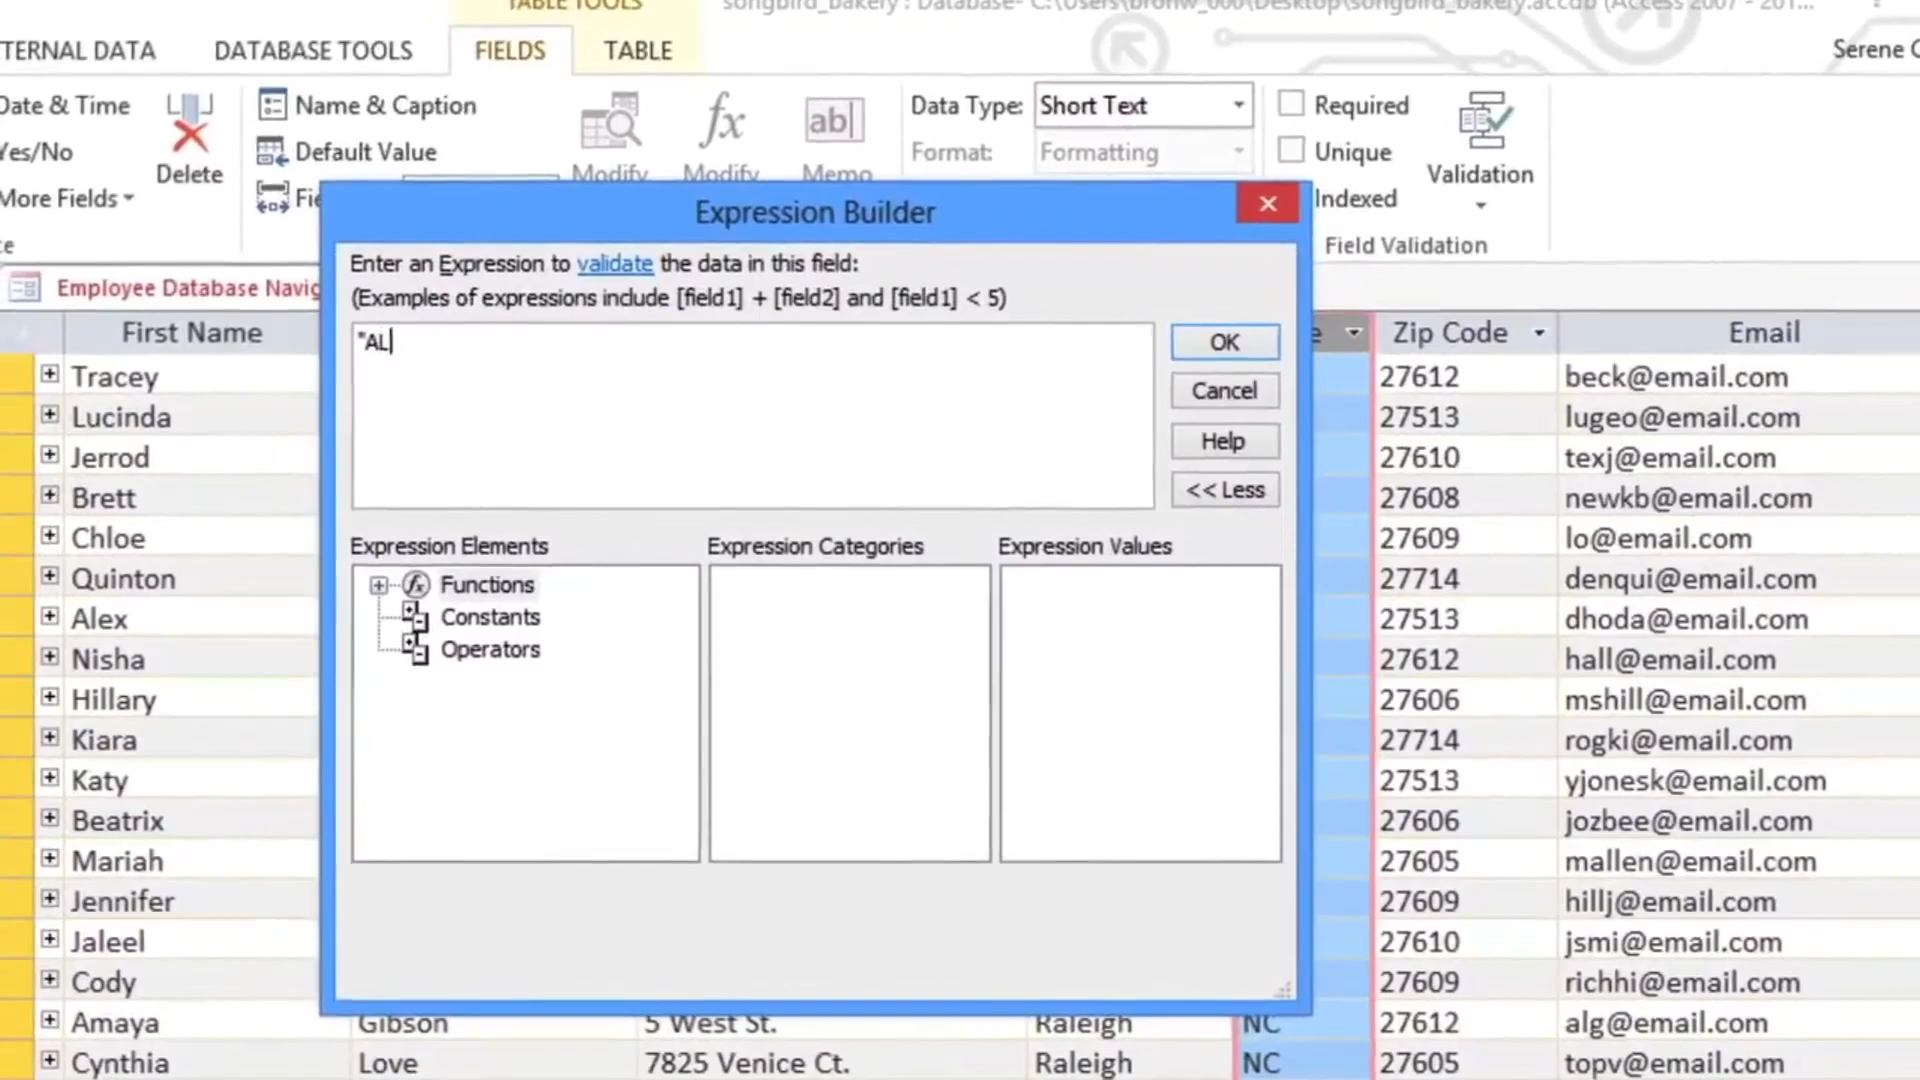 TABLE TOOLS
songbird_bakery : Database- C:\Users\bronw_000\Desktop\songbird_bakery.accdb (Access 2007 - 201...
TERNAL DATA DATABASE TOOLS FIELDS TABLE Serene
Date & Time
Yes/No
More Fields
Delete
Name & Caption
Default Value
Modify
fx
Modify
ab|
Memo
Data Type: Short Text
Format: Formatting
Required
Unique
Indexed
Validation
Field Validation
Employee Database Navig
Expression Builder
Enter an Expression to validate the data in this field:
(Examples of expressions include [field1] + [field2] and [field1] < 5)
"AL
OK
Cancel
Help
<< Less
Expression Elements Expression Categories Expression Values
Functions
Constants
Operators
First Name Zip Code Email
Tracey 27612 beck@email.com
Lucinda 27513 lugeo@email.com
Jerrod 27610 texj@email.com
Brett 27608 newkb@email.com
Chloe 27609 lo@email.com
Quinton 27714 denqui@email.com
Alex 27513 dhoda@email.com
Nisha 27612 hall@email.com
Hillary 27606 mshill@email.com
Kiara 27714 rogki@email.com
Katy 27513 yjonesk@email.com
Beatrix 27606 jozbee@email.com
Mariah 27605 mallen@email.com
Jennifer 27609 hillj@email.com
Jaleel 27610 jsmi@email.com
Cody 27609 richhi@email.com
Amaya Gibson 5 West St. Raleigh NC 27612 alg@email.com
Cynthia Love 7825 Venice Ct. Raleigh NC 27605 topv@email.com